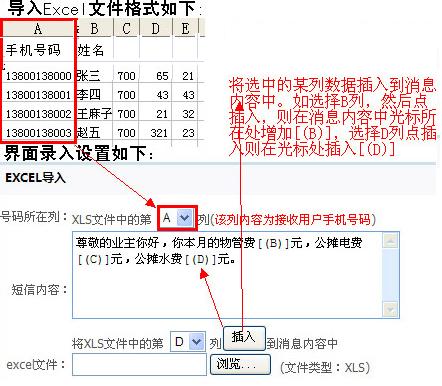 导入Excel文件格式如下:
A B C D E
手机号码 姓名
13800138000 张三 700 65 21
13800138001 李四 700 43 43
13800138002 王麻子 700 21 32
13800138003 赵五 700 321 23
将选中的某列数据插入到消息
内容中。如选择B列，然后点
插入，则在消息内容中光标所
在处增加[(B)]，选择D列点插
入则在光标处插入[(D)]
界面录入设置如下：
EXCEL导入
号码所在列： XLS文件中的第 A 列(该列内容为接收用户手机号码)
尊敬的业主你好，你本月的物管费[(B)]元，公摊电费
[(C)]元，公摊水费[(D)]元。
短信内容：
将XLS文件中的第 D 列 插入 到消息内容中
excel文件： 浏览... (文件类型：XLS)